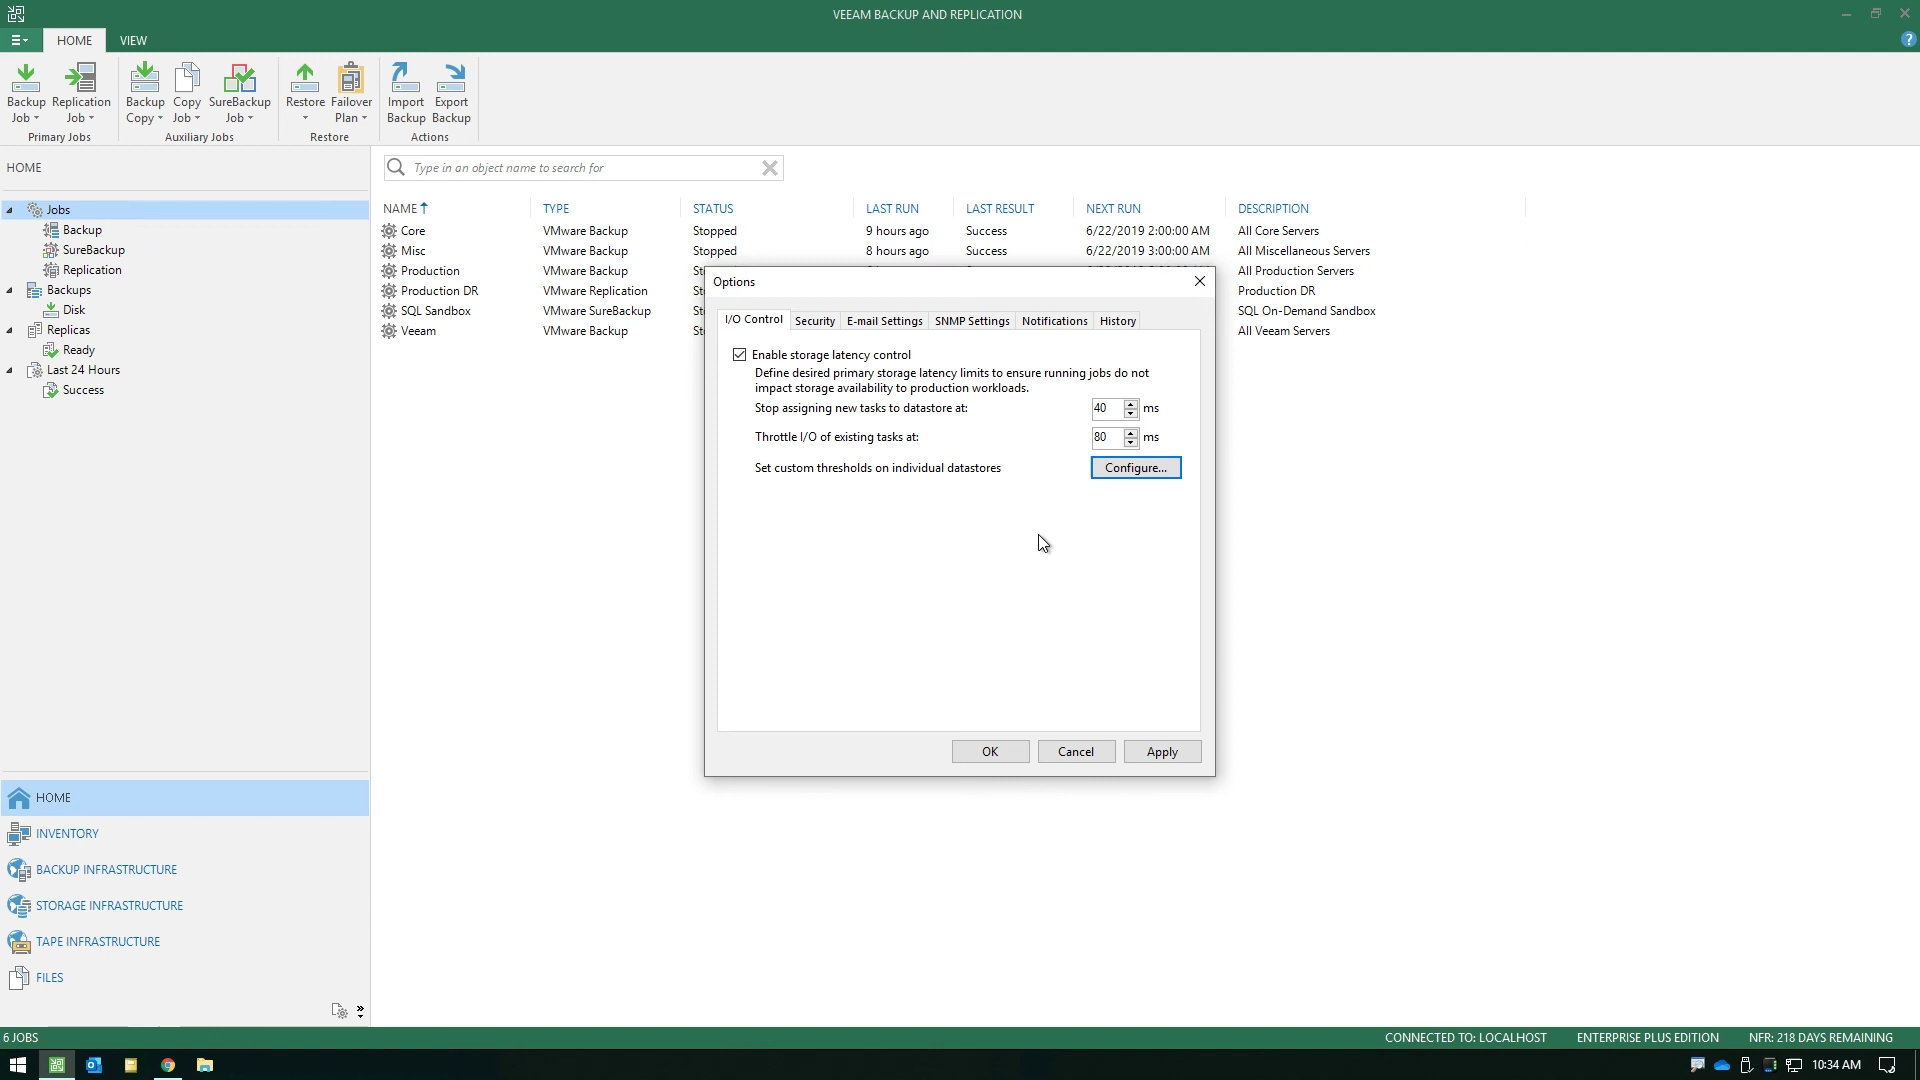 VEEAM BACKUP AND REPLICATION
HOME VIEW
Backup Job Replication Job Backup Copy Copy Job SureBackup Job Restore Failover Plan Import Backup Export Backup
Primary Jobs Auxiliary Jobs Restore Actions
HOME
Type in an object name to search for
Jobs
Backup
SureBackup
Replication
Backups
Disk
Replicas
Ready
Last 24 Hours
Success
NAME TYPE STATUS LAST RUN LAST RESULT NEXT RUN DESCRIPTION
Core VMware Backup Stopped 9 hours ago Success 6/22/2019 2:00:00 AM All Core Servers
Misc VMware Backup Stopped 8 hours ago Success 6/22/2019 3:00:00 AM All Miscellaneous Servers
Production VMware Backup All Production Servers
Production DR VMware Replication Production DR
SQL Sandbox VMware SureBackup SQL On-Demand Sandbox
Veeam VMware Backup All Veeam Servers
Options
I/O Control Security E-mail Settings SNMP Settings Notifications History
Enable storage latency control
Define desired primary storage latency limits to ensure running jobs do not
impact storage availability to production workloads.
Stop assigning new tasks to datastore at: 40 ms
Throttle I/O of existing tasks at: 80 ms
Set custom thresholds on individual datastores Configure...
OK Cancel Apply
HOME
INVENTORY
BACKUP INFRASTRUCTURE
STORAGE INFRASTRUCTURE
TAPE INFRASTRUCTURE
FILES
6 JOBS CONNECTED TO: LOCALHOST ENTERPRISE PLUS EDITION NFR: 218 DAYS REMAINING
10:34 AM